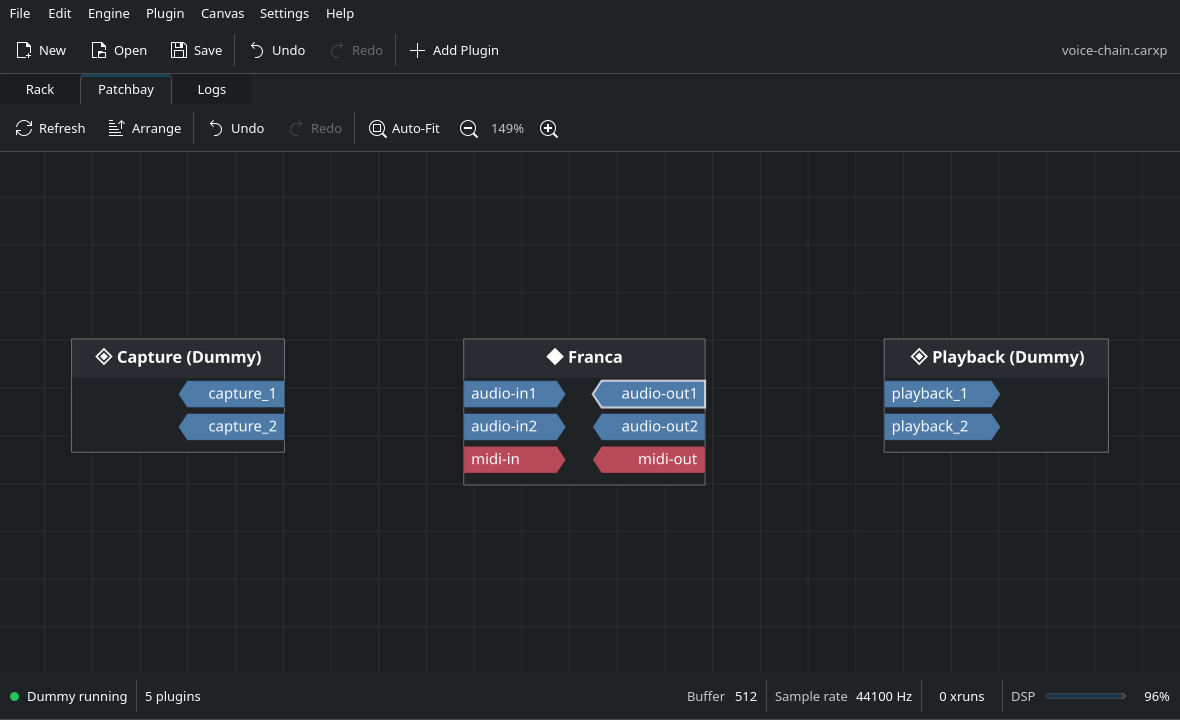 File Edit Engine Plugin Canvas Settings Help
New Open Save Undo Redo Add Plugin voice-chain.carxp
Rack Patchbay Logs
Refresh Arrange Undo Redo Auto-Fit 149%
Capture (Dummy)
capture_1
capture_2
Franca
audio-in1 audio-out1
audio-in2 audio-out2
midi-in midi-out
Playback (Dummy)
playback_1
playback_2
Dummy running 5 plugins Buffer 512 Sample rate 44100 Hz 0 xruns DSP 96%